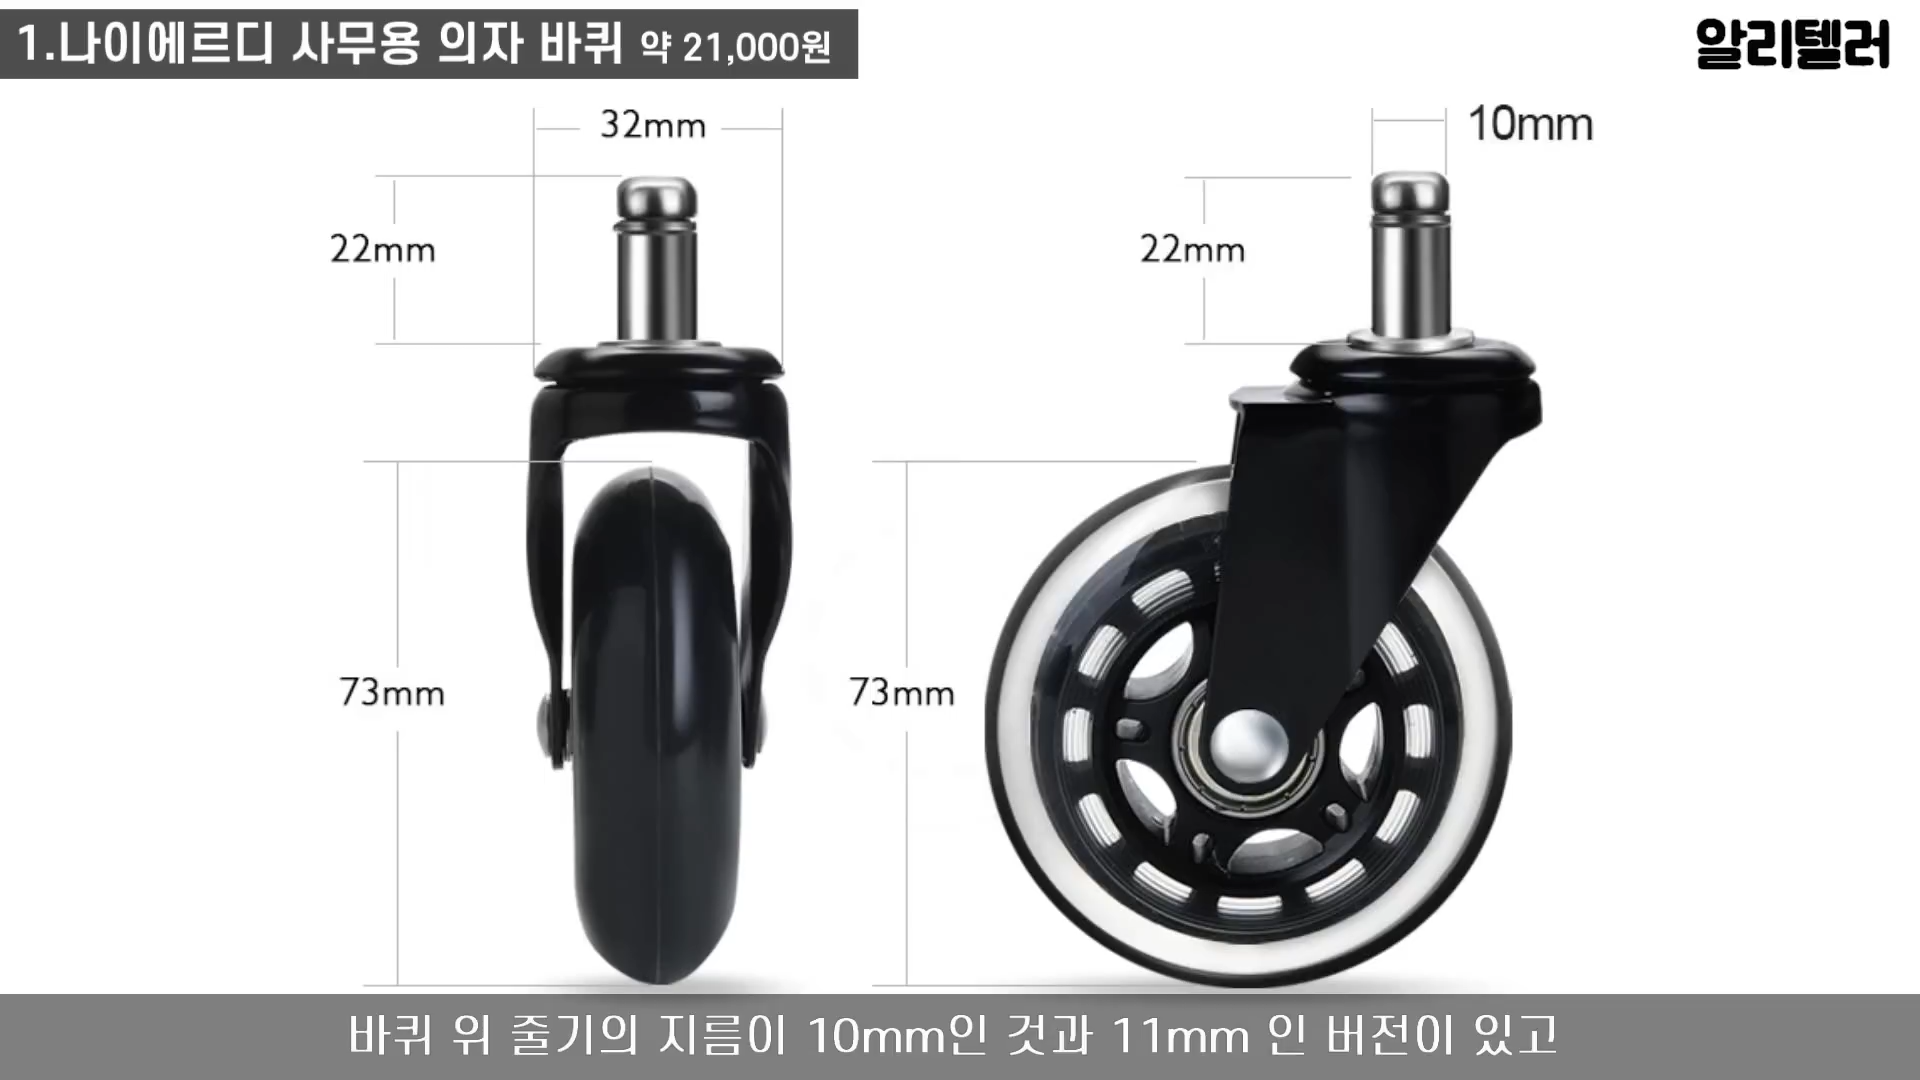 1.나이에르디 사무용 의자 바퀴 약 21,000원
알리텔러
32mm
10mm
22mm
22mm
73mm
73mm
바퀴 위 줄기의 지름이 10mm인 것과 11mm 인 버전이 있고